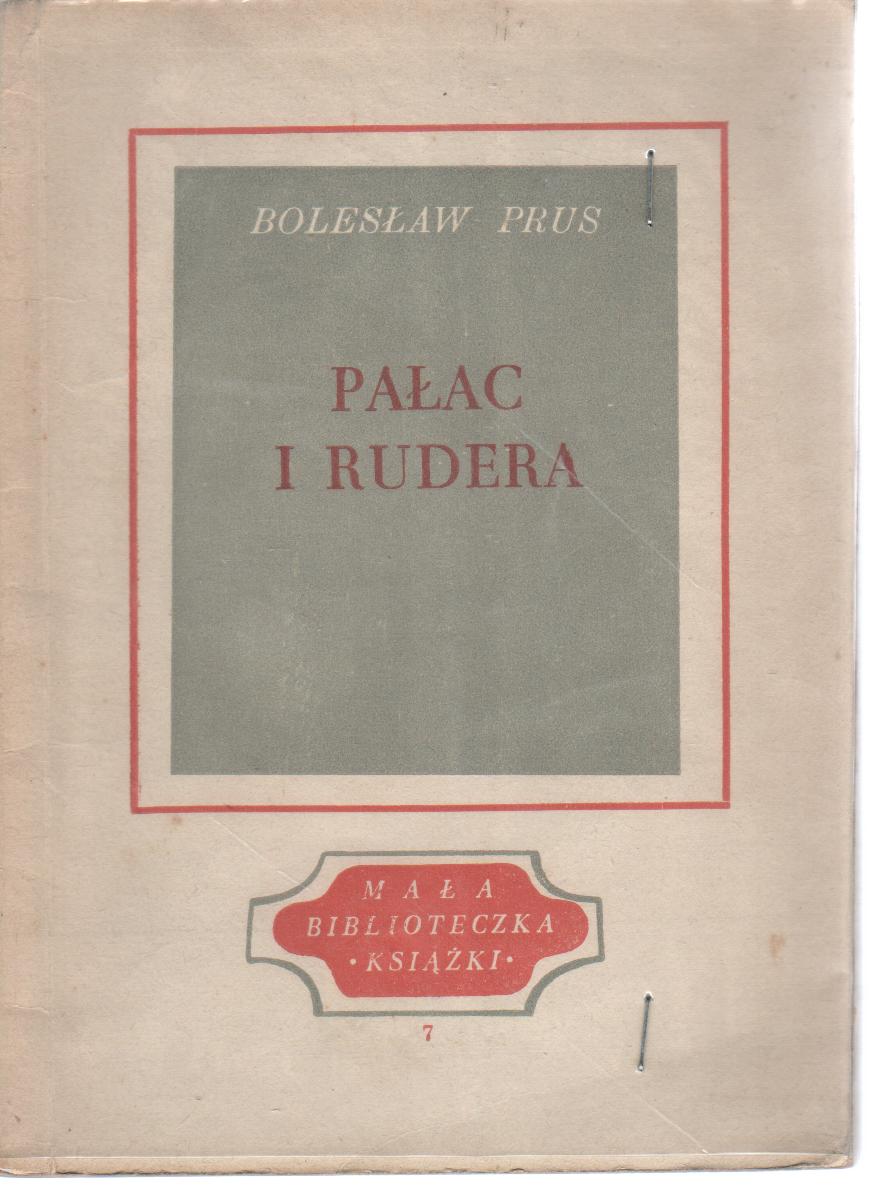 BOLESŁAW PRUS
PAŁAC
I RUDERA
MAŁA
BIBLIOTECZKA
• KSIĄŻKI •
7